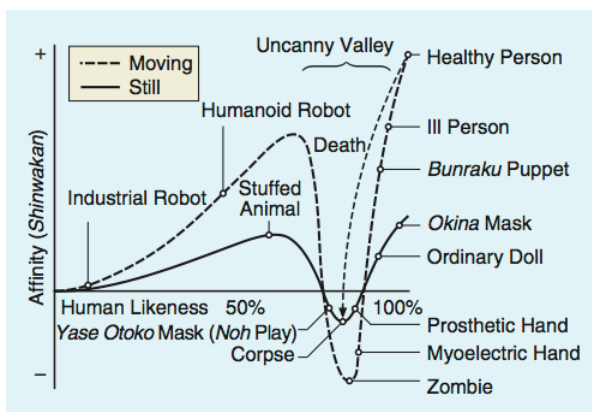 +
Moving
Still
Uncanny Valley
Healthy Person
Humanoid Robot
Death
Ill Person
Bunraku Puppet
Industrial Robot
Stuffed
Animal
Okina Mask
Ordinary Doll
Affinity (Shinwakan)
Human Likeness 50% 100%
Yase Otoko Mask (Noh Play)
Corpse
Prosthetic Hand
Myoelectric Hand
–
Zombie